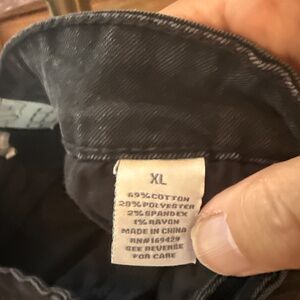 XL
69% COTTON
28% POLYESTER
2% SPANDEX
1% RAYON
MADE IN CHINA
RN# 169429
SEE REVERSE
FOR CARE